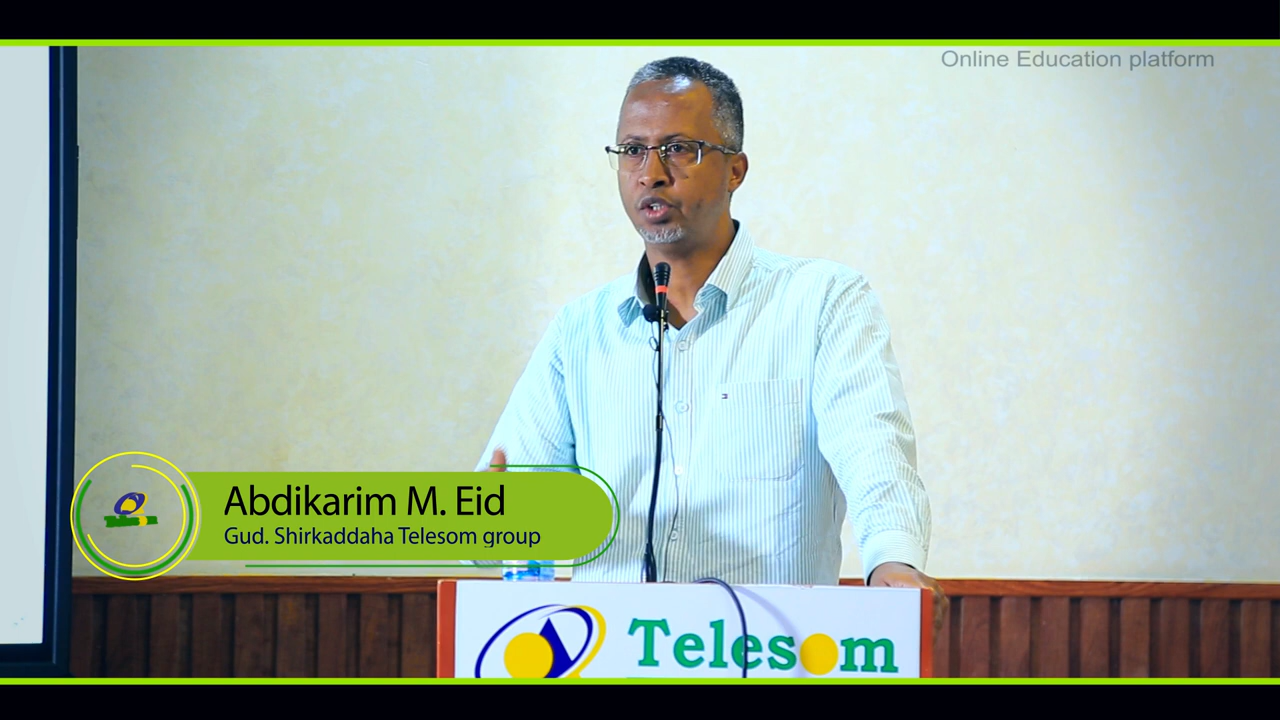 Online Education platform
Abdikarim M. Eid
Gud. Shirkaddaha Telesom group
Telesom